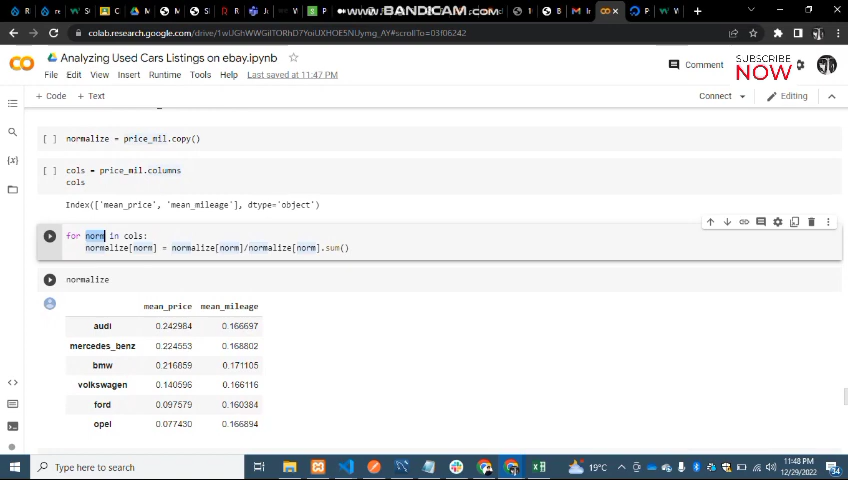 www.BANDICAM.com
colab.research.google.com/drive/1wUGhWWGITORhD7YoiUXHOE5NUymg_AY#scrollTo=03f06242
Analyzing Used Cars Listings on ebay.ipynb
File Edit View Insert Runtime Tools Help Last saved at 11:47 PM
Comment
SUBSCRIBE
NOW
+ Code + Text
Connect
Editing
[ ] normalize = price_mil.copy()
[ ] cols = price_mil.columns
cols
Index(['mean_price', 'mean_mileage'], dtype='object')
for norm in cols:
normalize[norm] = normalize[norm]/normalize[norm].sum()
normalize
mean_price mean_mileage
audi 0.242984 0.166697
mercedes_benz 0.224553 0.168802
bmw 0.216859 0.171105
volkswagen 0.140596 0.166116
ford 0.097579 0.160384
opel 0.077430 0.166894
Type here to search
19°C
11:48 PM
12/29/2022
34